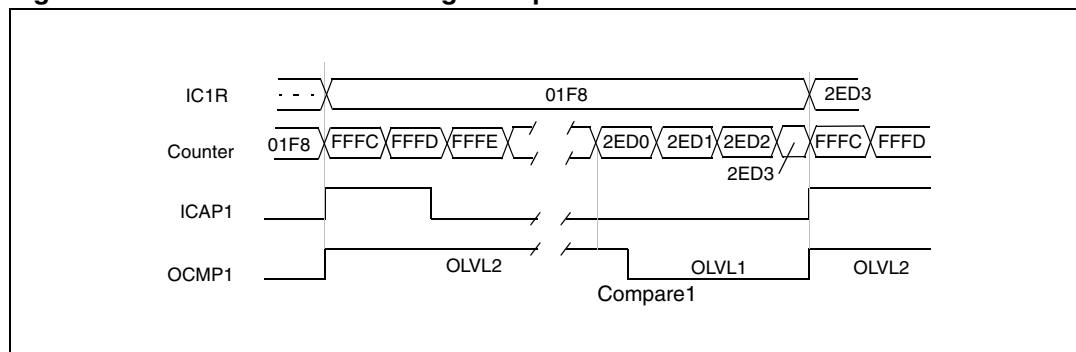 IC1R - - - 01F8 2ED3
Counter 01F8 FFFC FFFD FFFE 2ED0 2ED1 2ED2 FFFC FFFD
2ED3
ICAP1
OCMP1 OLVL2 OLVL1 OLVL2
Compare1